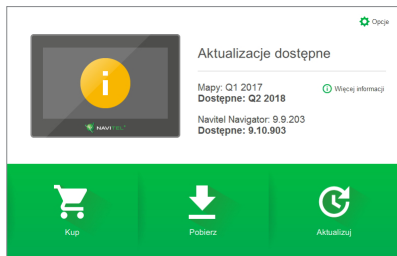 Opcje
Aktualizacje dostępne
Mapy: Q1 2017
Dostępne: Q2 2018
Więcej informacji
Navitel Navigator: 9.9.203
Dostępne: 9.10.903
NAVITEL
Kup
Pobierz
Aktualizuj